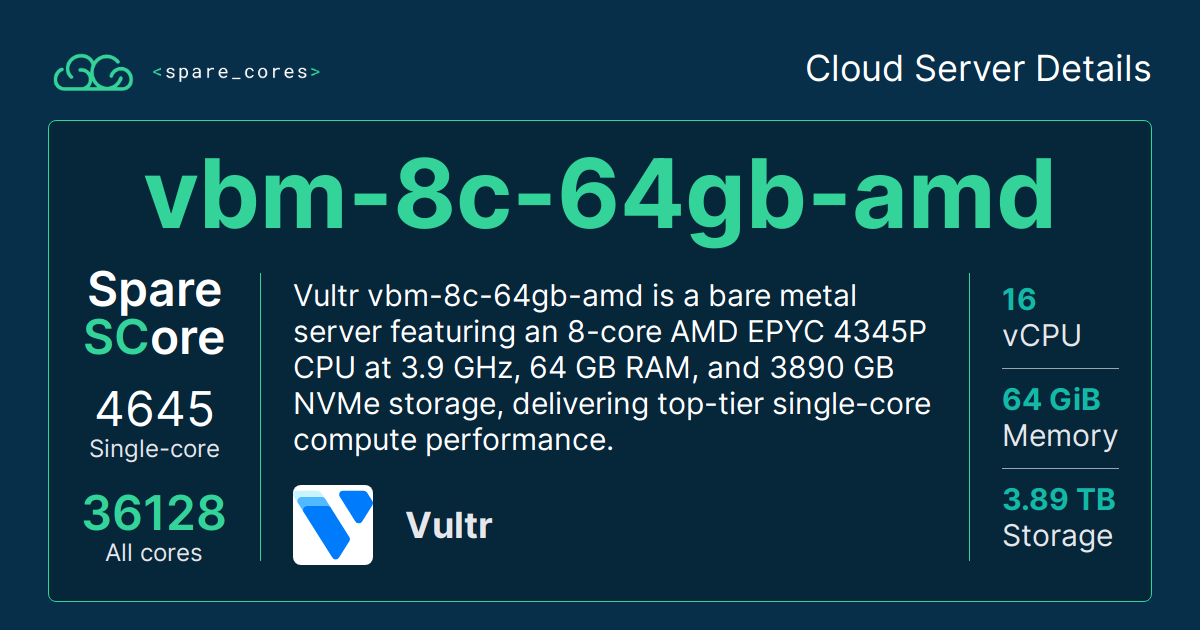 <spare_cores>
Cloud Server Details
vbm-8c-64gb-amd
Spare
SCore
4645
Single-core
36128
All cores
Vultr vbm-8c-64gb-amd is a bare metal
server featuring an 8-core AMD EPYC 4345P
CPU at 3.9 GHz, 64 GB RAM, and 3890 GB
NVMe storage, delivering top-tier single-core
compute performance.
Vultr
16
vCPU
64 GiB
Memory
3.89 TB
Storage